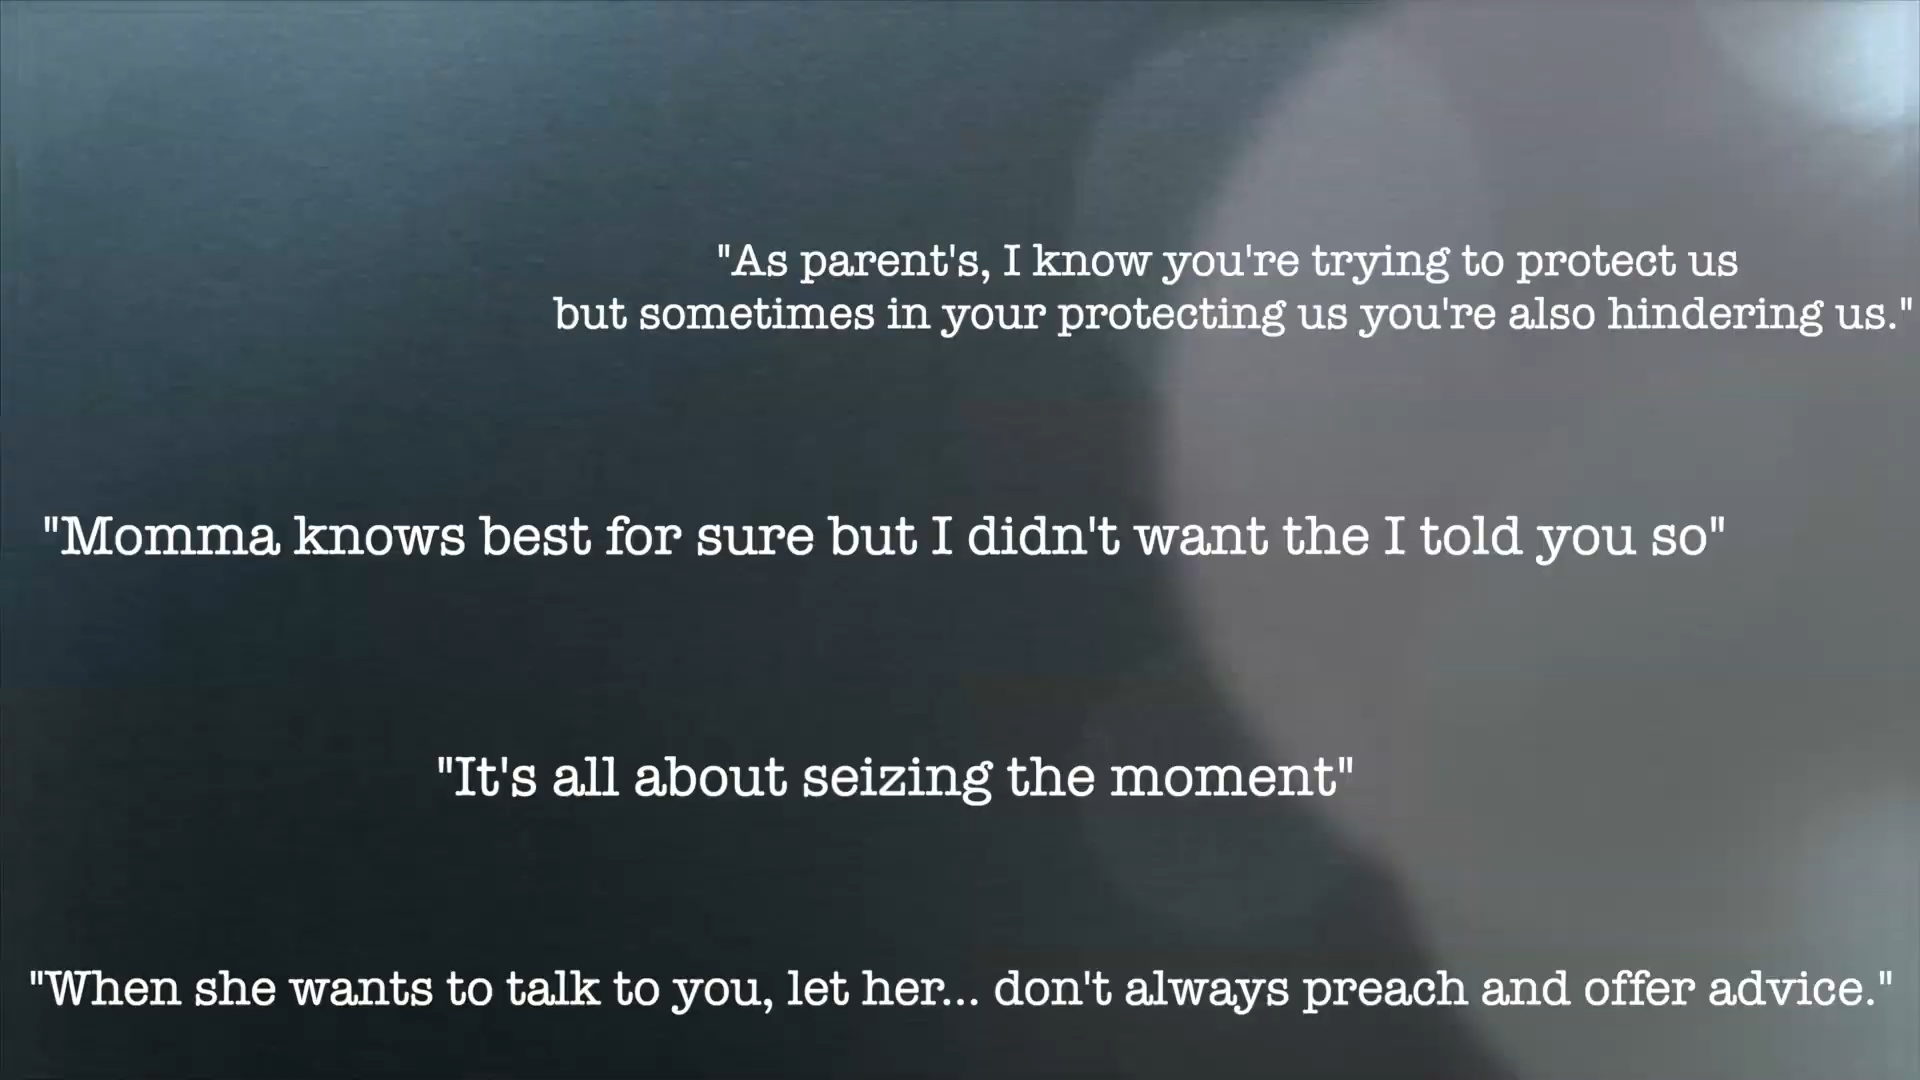 "As parent's, I know you're trying to protect us
but sometimes in your protecting us you're also hindering us."
"Momma knows best for sure but I didn't want the I told you so"
"It's all about seizing the moment"
"When she wants to talk to you, let her... don't always preach and offer advice."